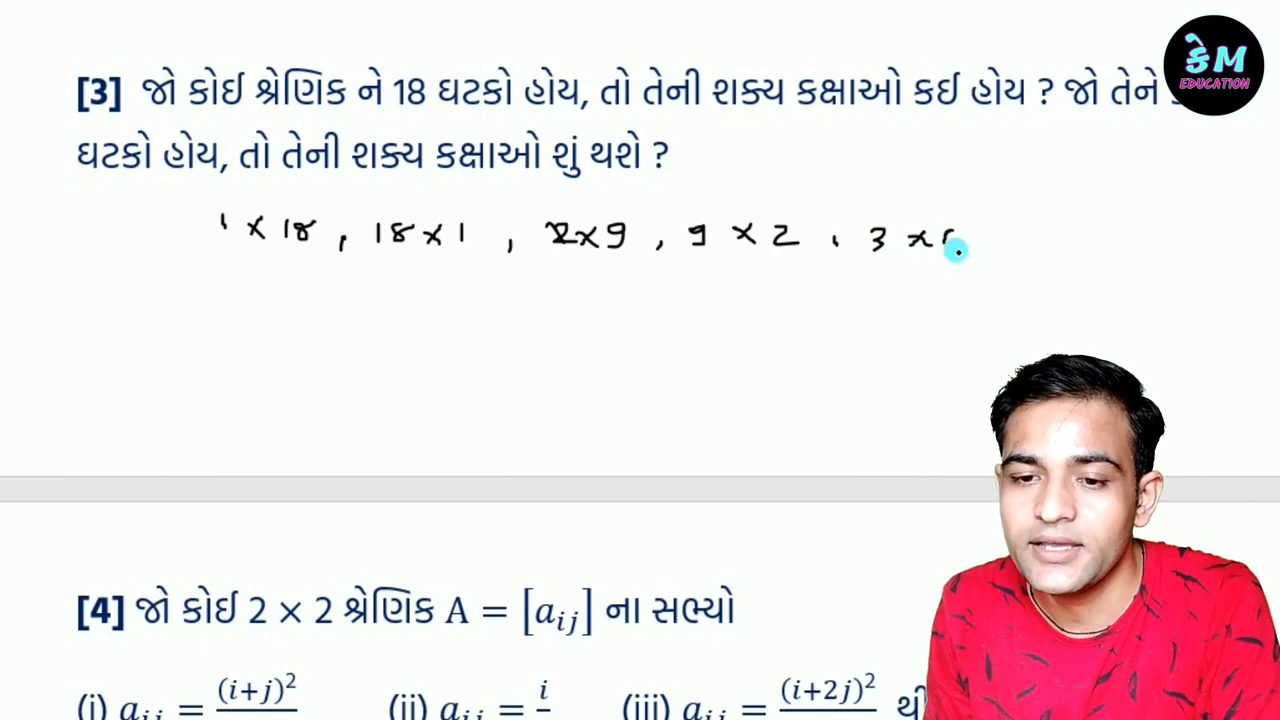 કેM
EDUCATION
[3] જો કોઈ શ્રેણિક ને 18 ઘટકો હોય, તો તેની શક્ય કક્ષાઓ કઈ હોય ? જો તેને
ઘટકો હોય, તો તેની શક્ય કક્ષાઓ શું થશે ?
1 × 18 , 18 × 1 , 2×9 , 9 × 2 , 3 ×
[4] જો કોઈ 2 × 2 શ્રેણિક A = [aᵢⱼ] ના સભ્યો
(i) aᵢⱼ = (i+j)² (ii) aᵢⱼ = i (iii) aᵢⱼ = (i+2j)² થી